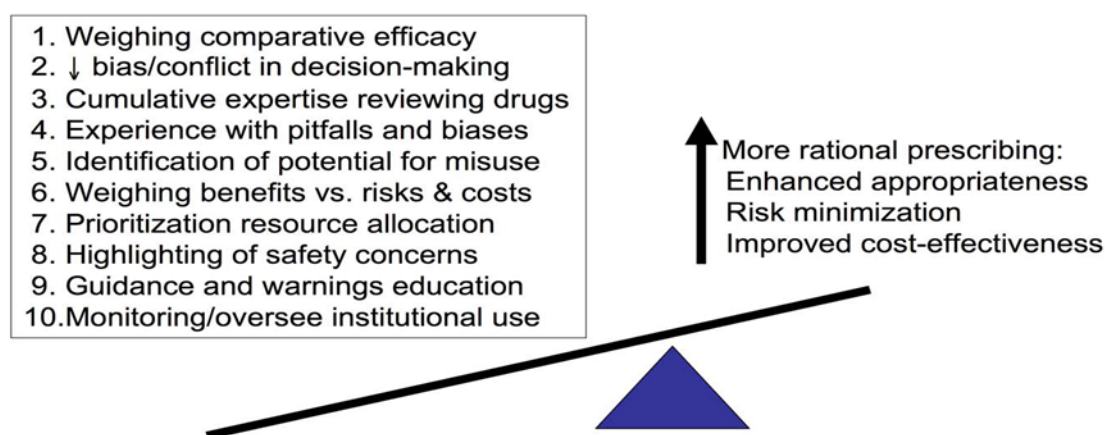 1. Weighing comparative efficacy
2. ↓ bias/conflict in decision-making
3. Cumulative expertise reviewing drugs
4. Experience with pitfalls and biases
5. Identification of potential for misuse
6. Weighing benefits vs. risks & costs
7. Prioritization resource allocation
8. Highlighting of safety concerns
9. Guidance and warnings education
10.Monitoring/oversee institutional use
More rational prescribing:
Enhanced appropriateness
Risk minimization
Improved cost-effectiveness